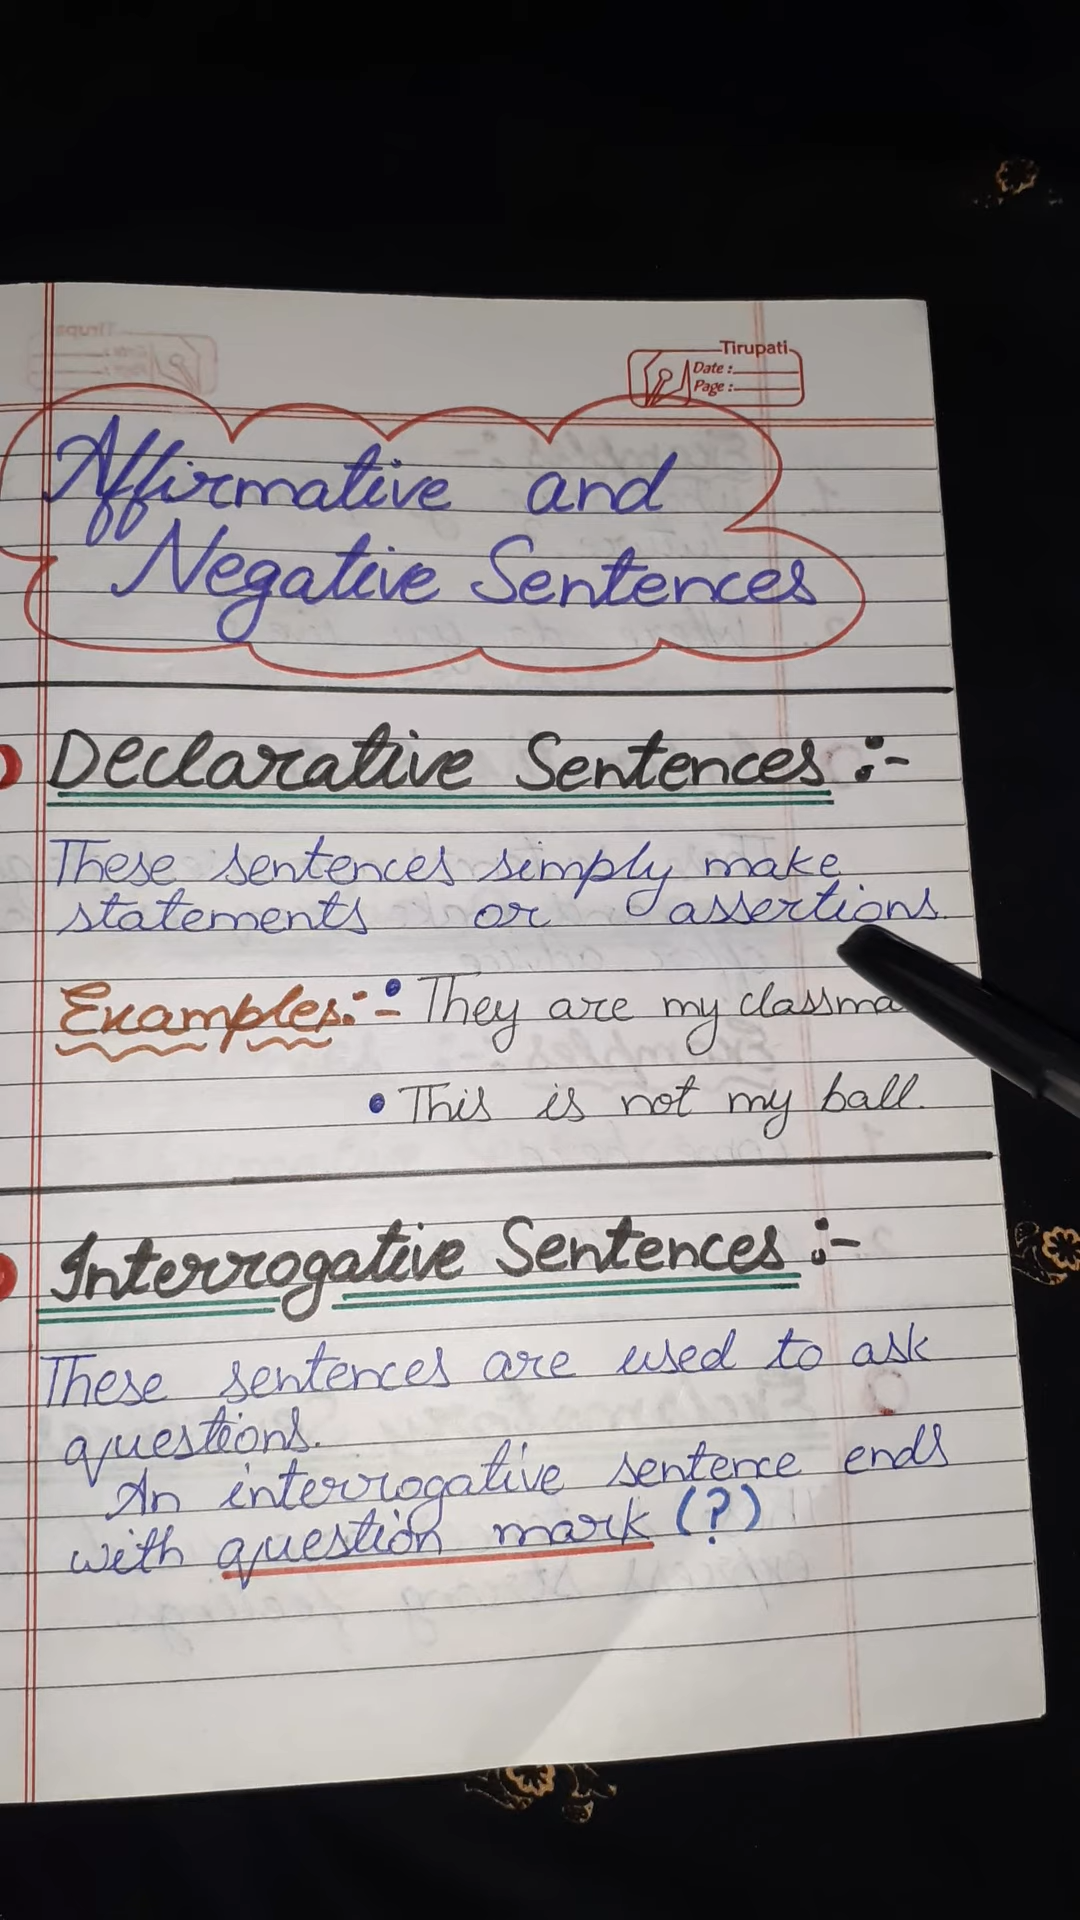 Tirupati
Date :
Page :
Affirmative and
Negative Sentences
Declarative Sentences :-
These sentences simply make
statements or assertions.
Examples:- • They are my
• This is not my ball.
Interrogative Sentences :-
These sentences are used to ask
questions.
An interrogative sentence ends
with question mark (?)